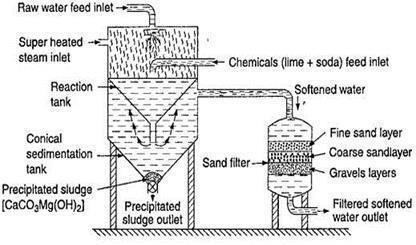 Raw water feed inlet
Super heated
steam inlet
Chemicals (lime + soda) feed inlet
Reaction
tank
Softened water
Conical
sedimentation
tank
Fine sand layer
Coarse sandlayer
Sand filter
Gravels layers
Precipitated sludge
[CaCO3Mg(OH)2]
Precipitated
sludge outlet
Filtered softened
water outlet